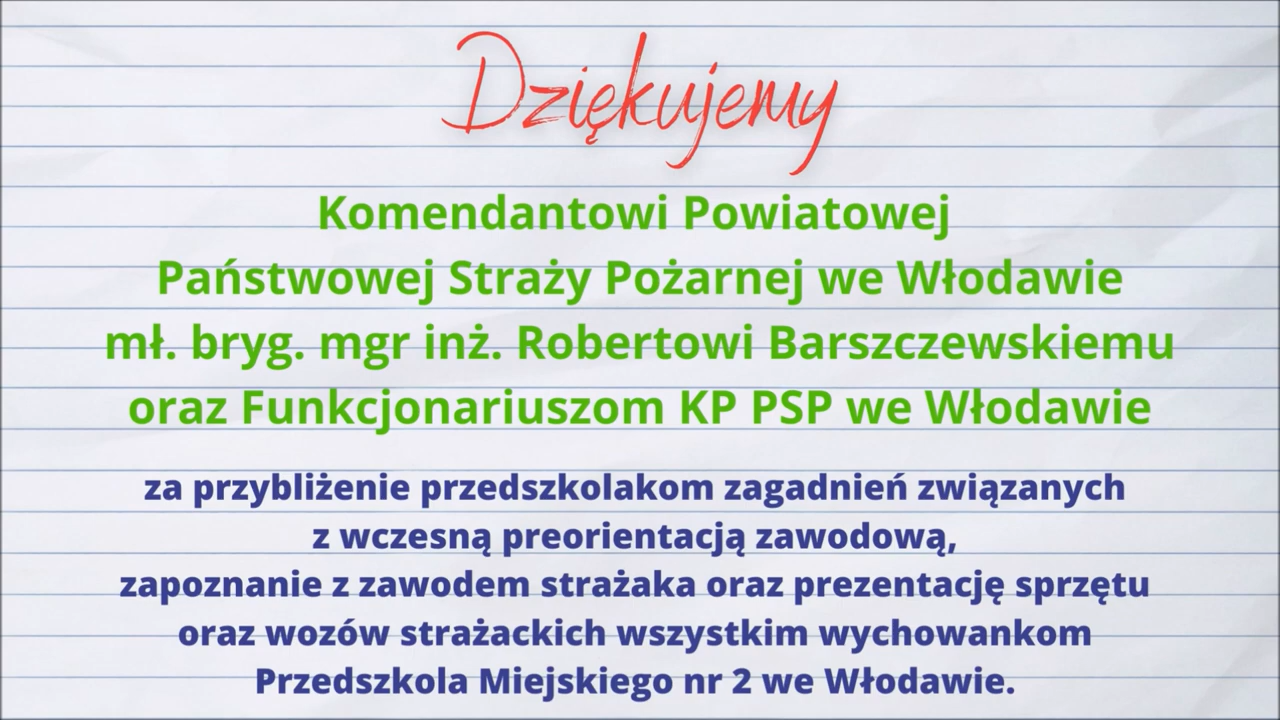 Dziękujemy
Komendantowi Powiatowej
Państwowej Straży Pożarnej we Włodawie
mł. bryg. mgr inż. Robertowi Barszczewskiemu
oraz Funkcjonariuszom KP PSP we Włodawie
za przybliżenie przedszkolakom zagadnień związanych
z wczesną preorientacją zawodową,
zapoznanie z zawodem strażaka oraz prezentację sprzętu
oraz wozów strażackich wszystkim wychowankom
Przedszkola Miejskiego nr 2 we Włodawie.